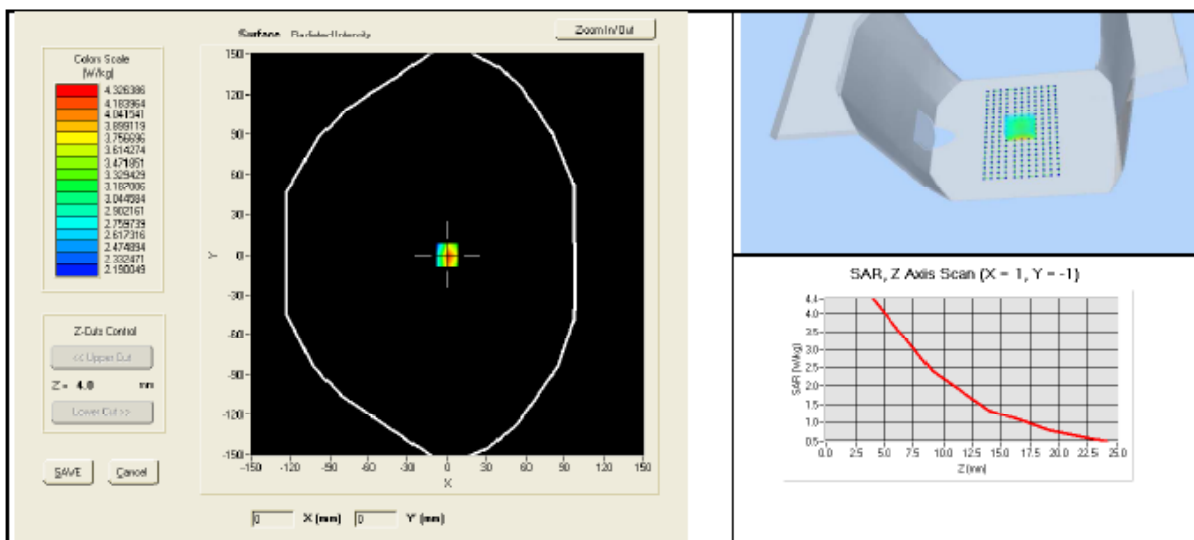 Surface Radiated Intensity
Zoom In/Out
Colors Scale
(W/kg)
4.326386
4.183964
4.041541
3.899119
3.756696
3.614274
3.471851
3.329429
3.187006
3.044584
2.902161
2.759739
2.617316
2.474894
2.332471
2.190049
Z-Cuts Control
<< Upper Cut
Z = 4.0 mm
Lower Cut >>
SAVE
Cancel
150
120
90
60
30
0
-30
-60
-90
-120
-150
Y
-150 -120 -90 -60 -30 0 30 60 90 120 150
X
0 X (mm) 0 Y (mm)
SAR, Z Axis Scan (X = 1, Y = -1)
SAR (W/kg)
4.4
4.0
3.5
3.0
2.5
2.0
1.5
1.0
0.5
0.0 2.5 5.0 7.5 10.0 12.5 15.0 17.5 20.0 22.5 25.0
Z (mm)